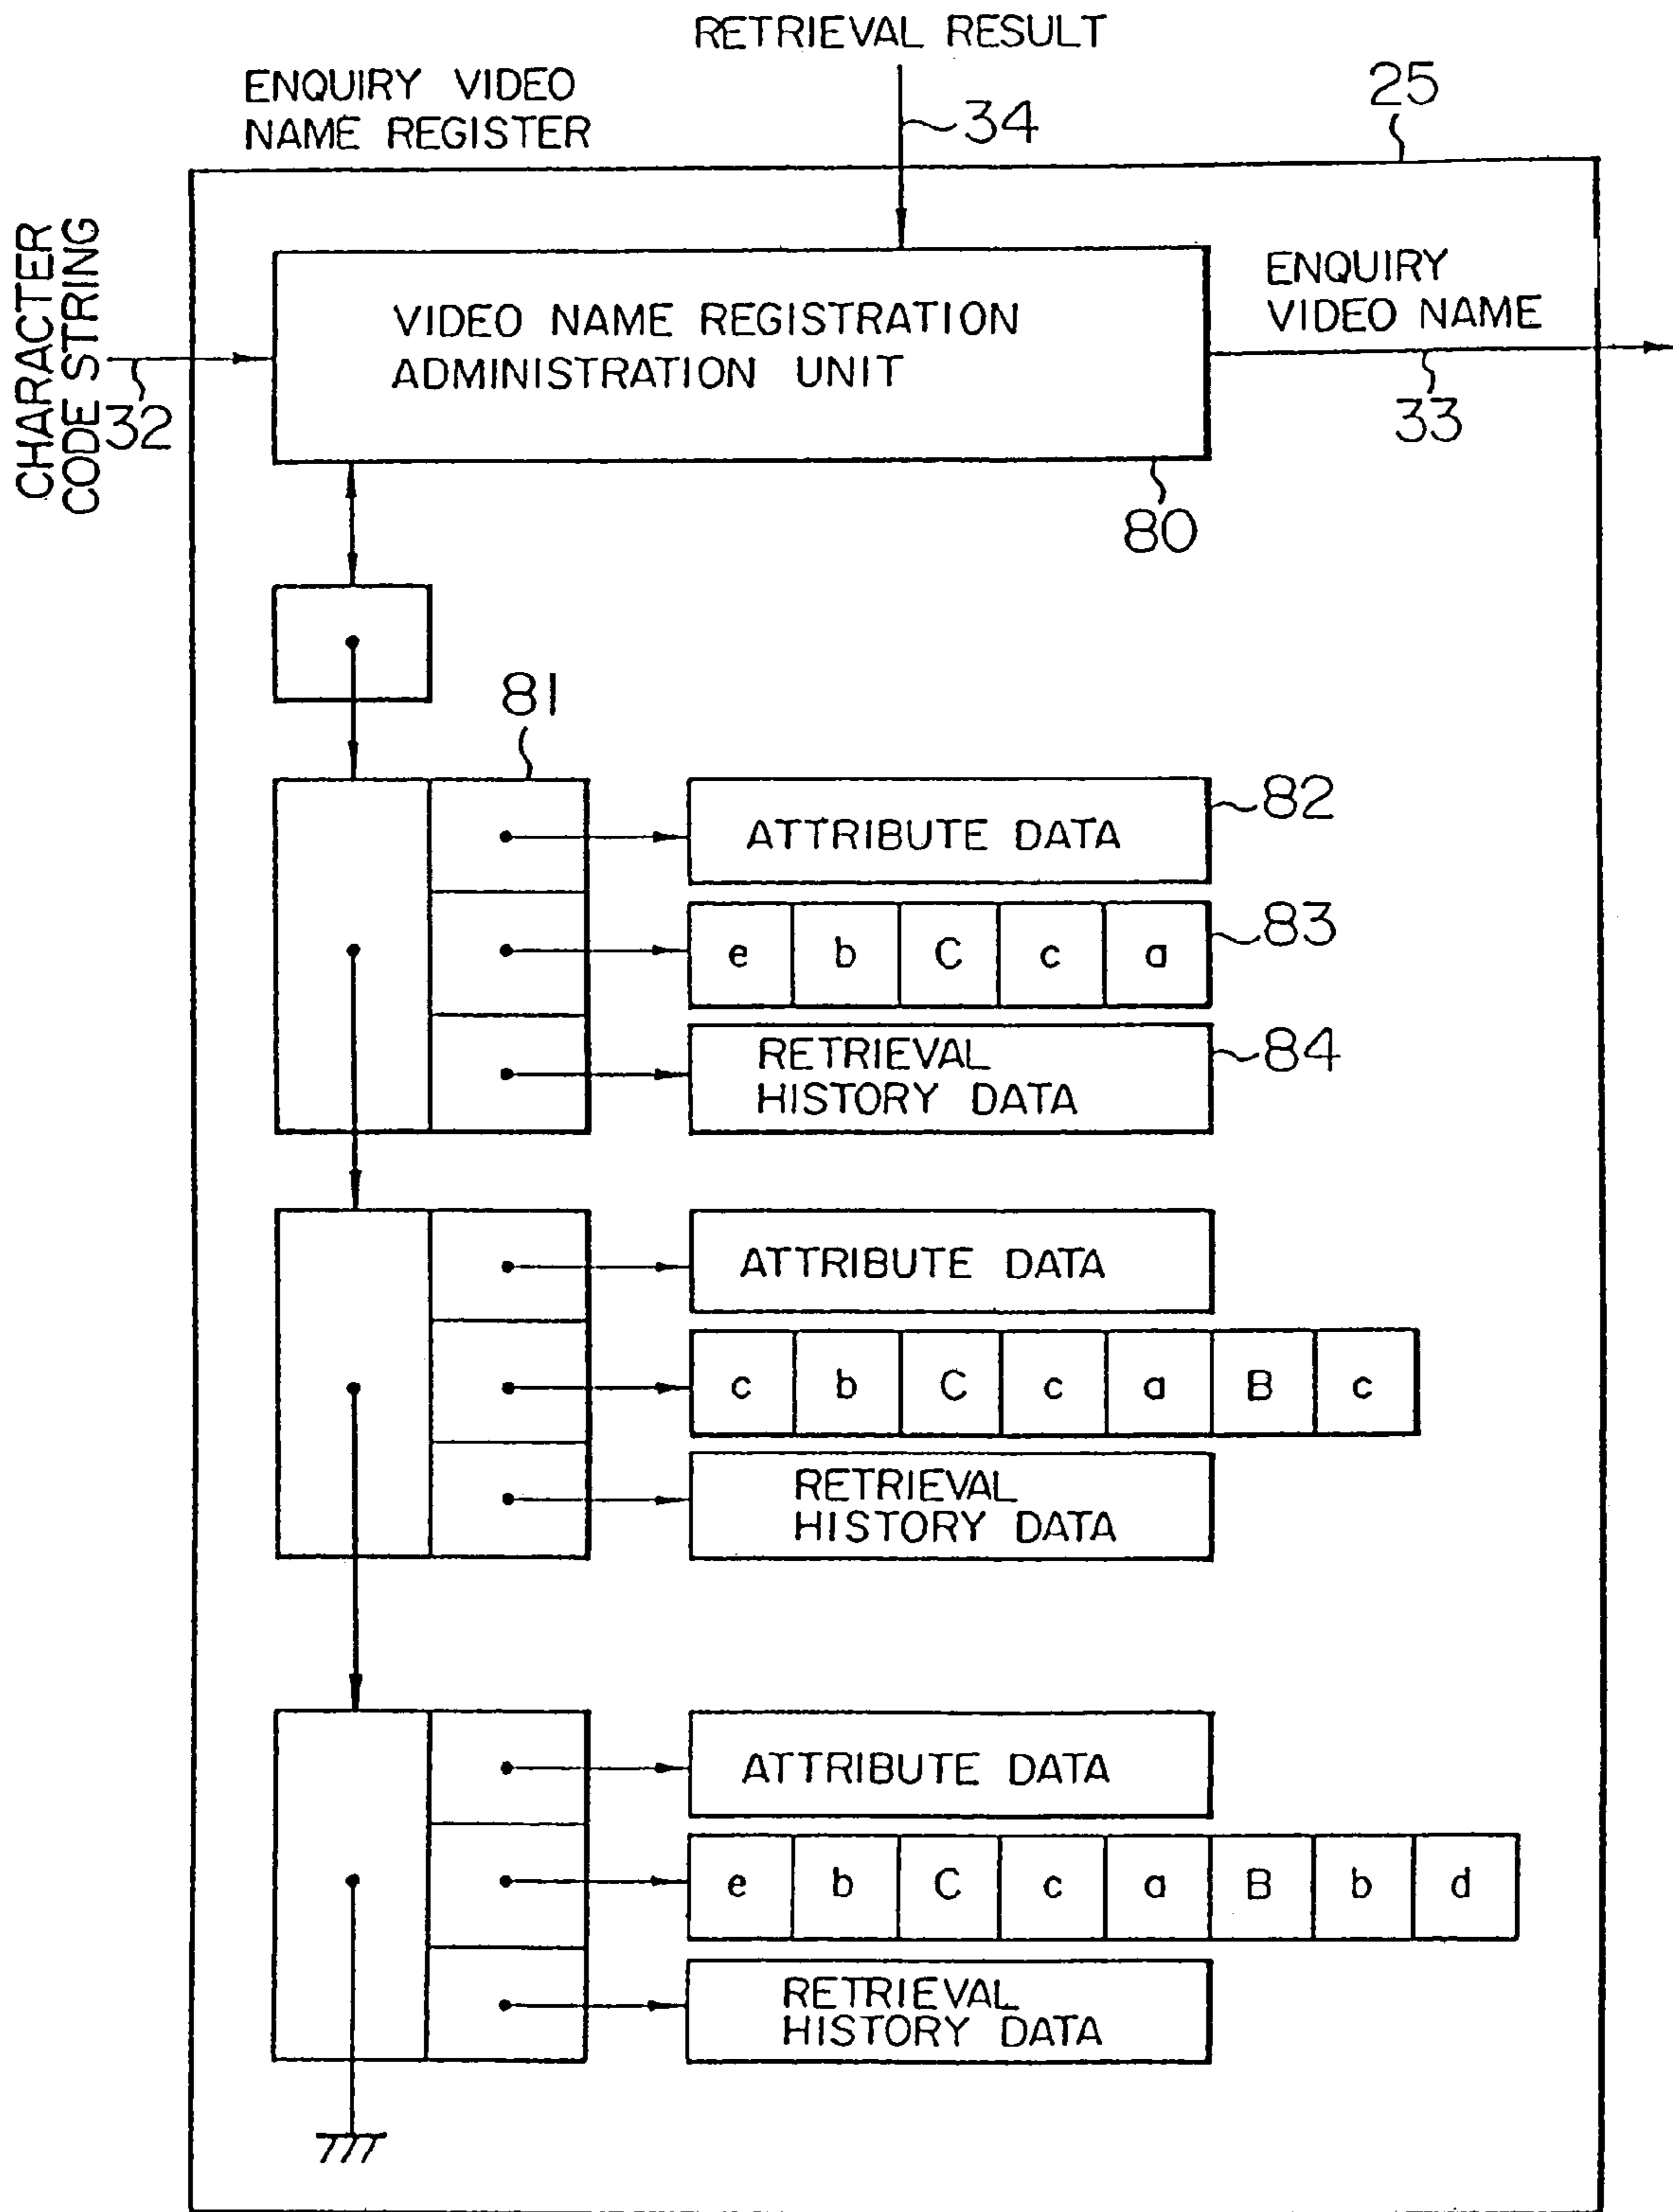 RETRIEVAL RESULT
ENQUIRY VIDEO
NAME REGISTER
34
25
CHARACTER
CODE STRING
32
VIDEO NAME REGISTRATION
ADMINISTRATION UNIT
ENQUIRY
VIDEO NAME
33
80
81
ATTRIBUTE DATA
82
e b C c a
83
RETRIEVAL
HISTORY DATA
84
ATTRIBUTE DATA
c b C c a B c
RETRIEVAL
HISTORY DATA
ATTRIBUTE DATA
e b C c a B b d
RETRIEVAL
HISTORY DATA